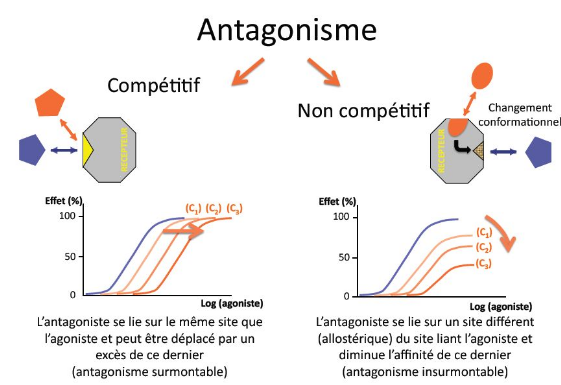 Antagonisme
Compétitif
Non compétitif
RECEPTEUR
RECEPTEUR
Changement
conformationnel
Effet (%)
100
50
0
(C1) (C2) (C3)
Log (agoniste)
Effet (%)
100
50
0
(C1)
(C2)
(C3)
Log (agoniste)
L'antagoniste se lie sur le même site que
l'agoniste et peut être déplacé par un
excès de ce dernier
(antagonisme surmontable)
L'antagoniste se lie sur un site différent
(allostérique) du site liant l'agoniste et
diminue l'affinité de ce dernier
(antagonisme insurmontable)